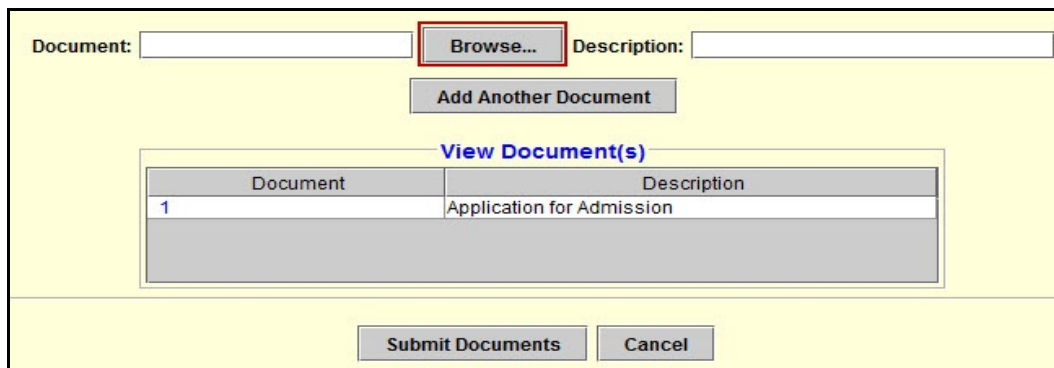 Document: Browse... Description:
Add Another Document
View Document(s)
Document Description
1 Application for Admission
Submit Documents Cancel